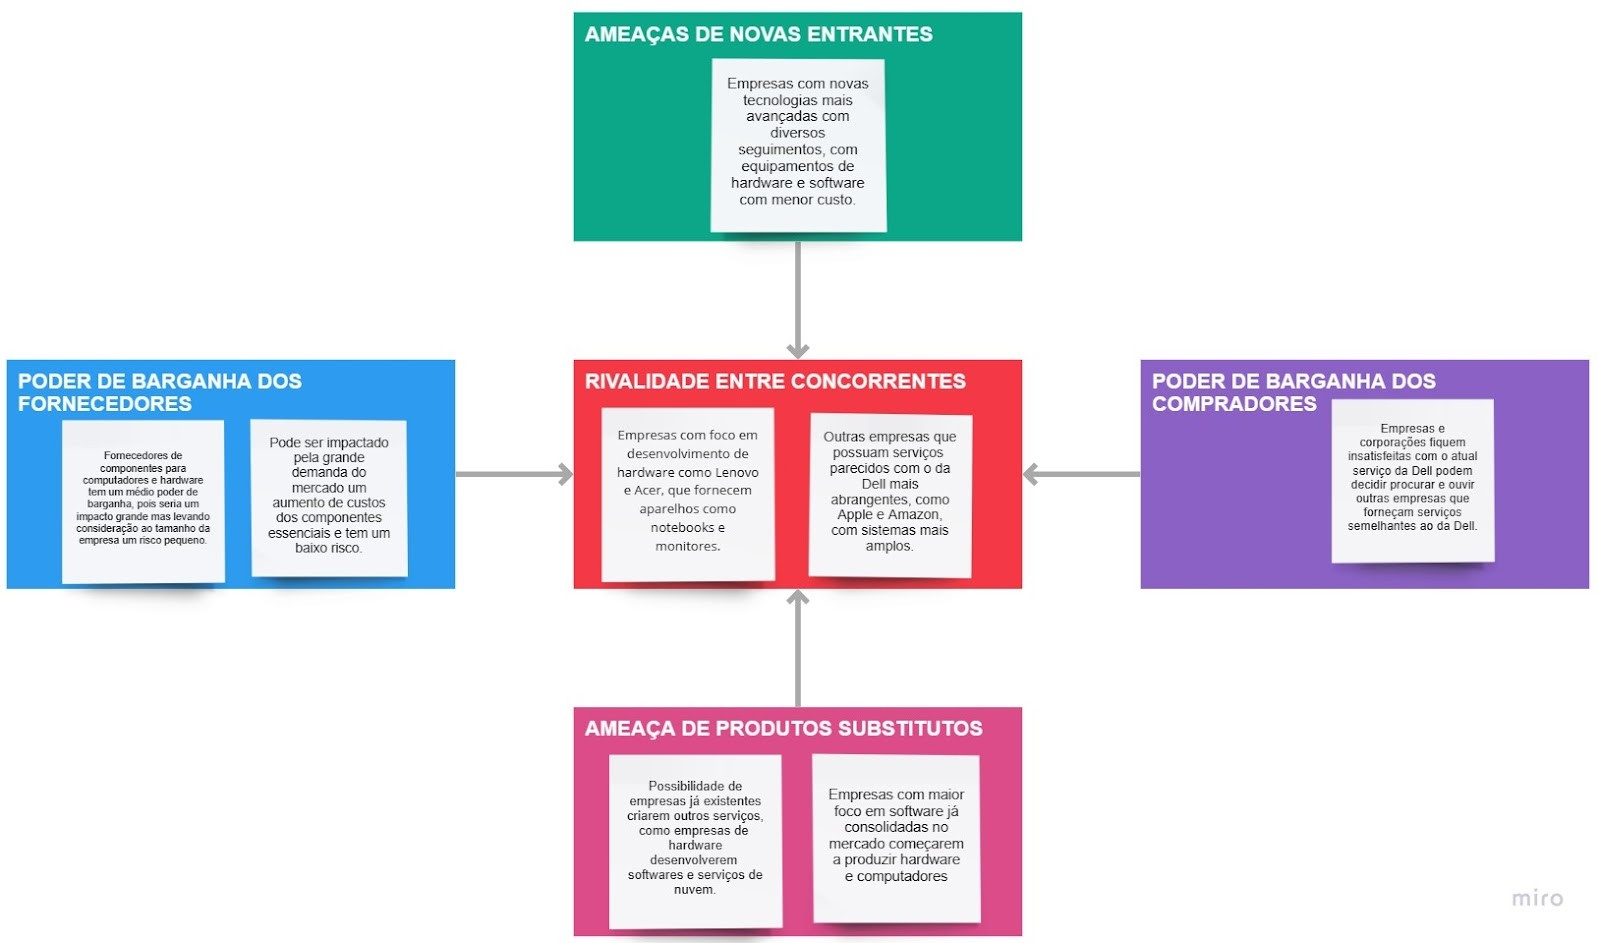 AMEAÇAS DE NOVAS ENTRANTES
Empresas com novas
tecnologias mais
avançadas com
diversos
seguimentos, com
equipamentos de
hardware e software
com menor custo.
PODER DE BARGANHA DOS
FORNECEDORES
Fornecedores de
componentes para
computadores e hardware
tem um médio poder de
barganha, pois seria um
impacto grande mas levando
consideração ao tamanho da
empresa um risco pequeno.
Pode ser impactado
pela grande
demanda do
mercado um
aumento de custos
dos componentes
essenciais e tem um
baixo risco.
RIVALIDADE ENTRE CONCORRENTES
Empresas com foco em
desenvolvimento de
hardware como Lenovo
e Acer, que fornecem
aparelhos como
notebooks e
monitores.
Outras empresas que
possuam serviços
parecidos com o da
Dell mais
abrangentes, como
Apple e Amazon,
com sistemas mais
amplos.
PODER DE BARGANHA DOS
COMPRADORES
Empresas e
corporações fiquem
insatisfeitas com o atual
serviço da Dell podem
decidir procurar e ouvir
outras empresas que
forneçam serviços
semelhantes ao da Dell.
AMEAÇA DE PRODUTOS SUBSTITUTOS
Possibilidade de
empresas já existentes
criarem outros serviços,
como empresas de
hardware
desenvolverem
softwares e serviços de
nuvem.
Empresas com maior
foco em software já
consolidadas no
mercado começarem
a produzir hardware
e computadores
miro